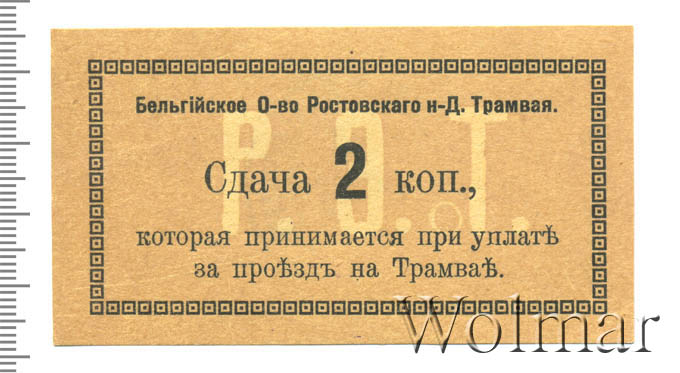 Бельгійское О-во Ростовскаго н-Д. Трамвая.
Р. О. Т.
Сдача 2 коп.,
которая принимается при уплатѣ
за проѣздъ на Трамваѣ.
Wolmar